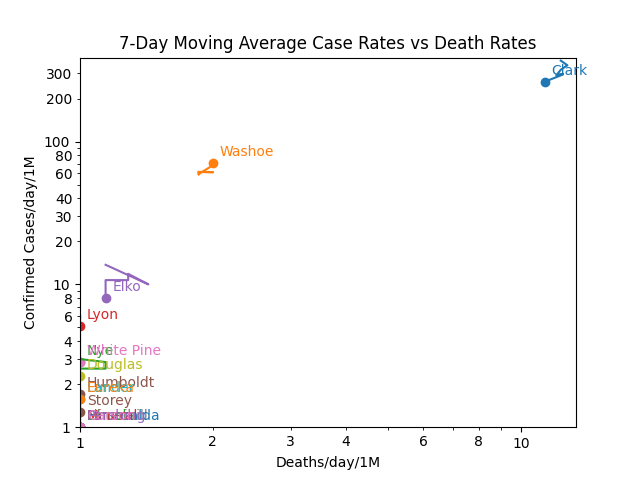 7-Day Moving Average Case Rates vs Death Rates
Confirmed Cases/day/1M
300
200
100
80
60
40
30
20
10
8
6
4
3
2
1
Clark
Washoe
Elko
Lyon
White Pine
Douglas
Humboldt
Storey
1
2
3
4
6
8
10
Deaths/day/1M